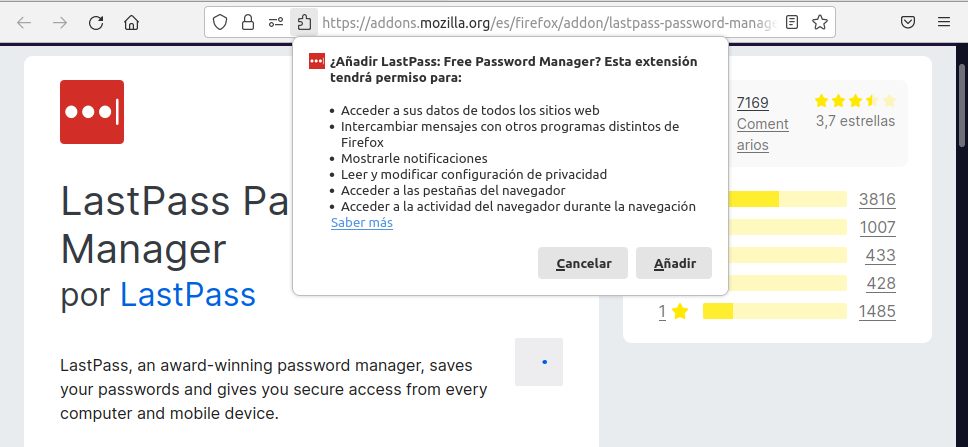 https://addons.mozilla.org/es/firefox/addon/lastpass-password-manage
¿Añadir LastPass: Free Password Manager? Esta extensión
tendrá permiso para:
• Acceder a sus datos de todos los sitios web
• Intercambiar mensajes con otros programas distintos de
Firefox
• Mostrarle notificaciones
• Leer y modificar configuración de privacidad
• Acceder a las pestañas del navegador
• Acceder a la actividad del navegador durante la navegación
Saber más
Cancelar
Añadir
LastPass Pa
Manager
por LastPass
LastPass, an award-winning password manager, saves
your passwords and gives you secure access from every
computer and mobile device.
7169
Coment
arios
3,7 estrellas
3816
1007
433
428
1
1485